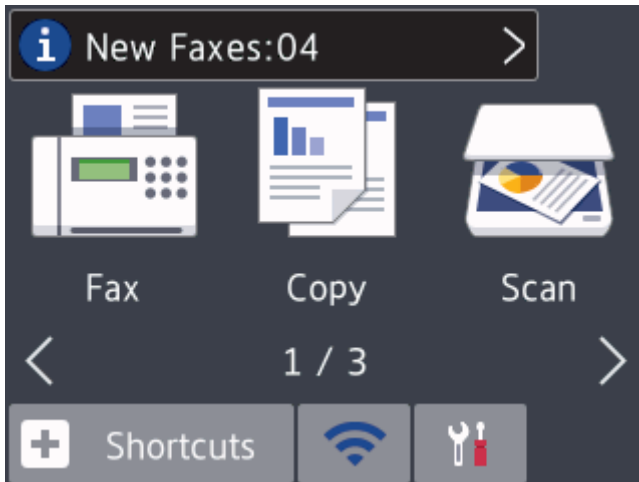 i New Faxes:04 >
Fax Copy Scan
< 1 / 3 >
+ Shortcuts